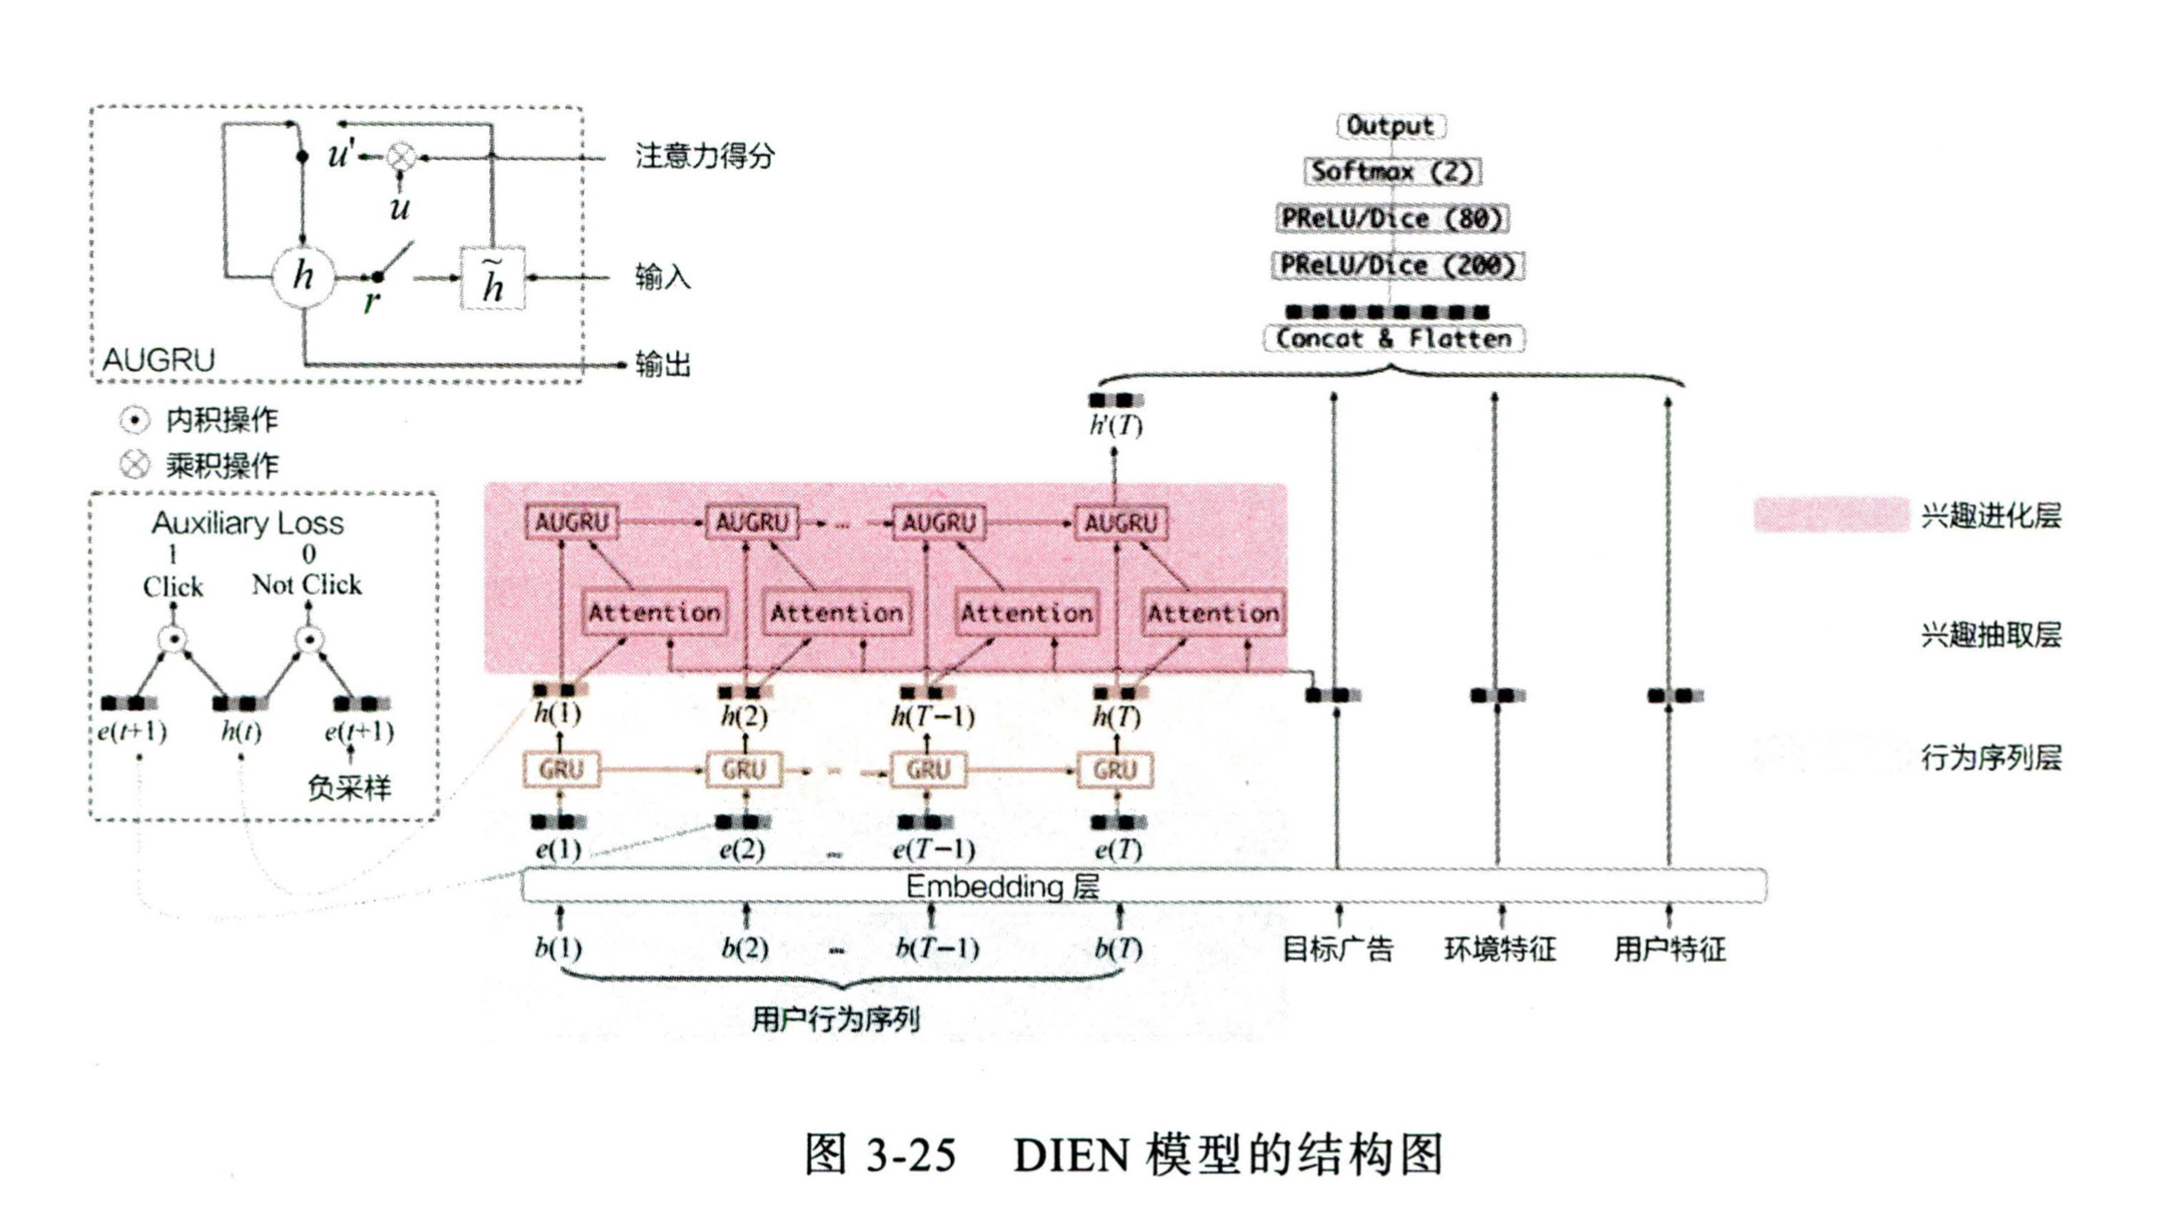 注意力得分
u'
u
h
r
h̃
输入
AUGRU
输出
内积操作
乘积操作
Auxiliary Loss
1 0
Click Not Click
e(t+1) h(t) e(t+1)
负采样
Output
Softmax (2)
PReLU/Dice (80)
PReLU/Dice (200)
Concat & Flatten
h'(T)
AUGRU AUGRU ... AUGRU AUGRU
Attention Attention Attention Attention
h(1) h(2) h(T−1) h(T)
GRU GRU ... GRU GRU
e(1) e(2) ... e(T−1) e(T)
Embedding 层
b(1) b(2) ... b(T−1) b(T) 目标广告 环境特征 用户特征
用户行为序列
兴趣进化层
兴趣抽取层
行为序列层
图 3-25 DIEN 模型的结构图